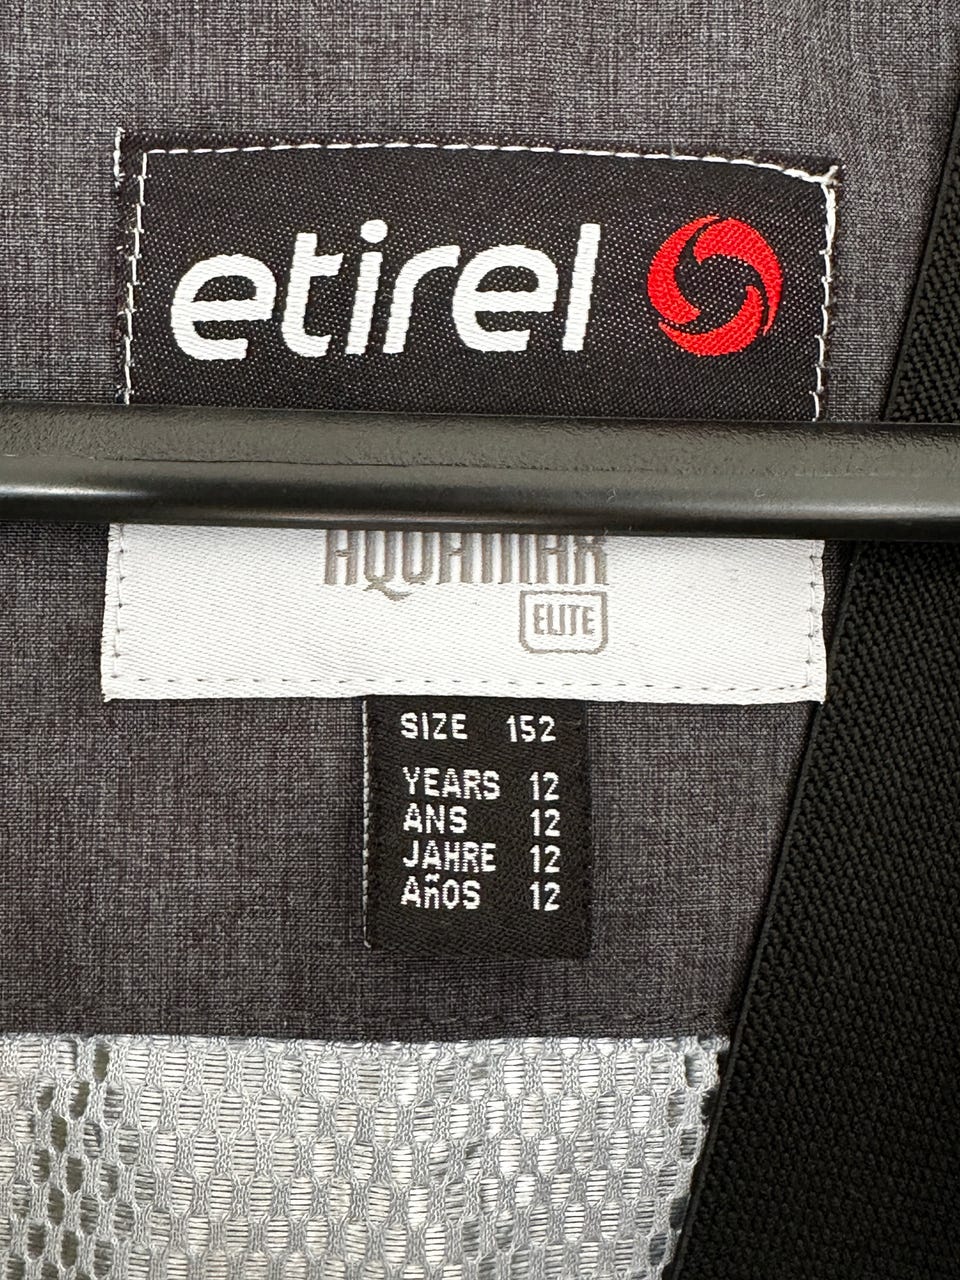 etirel
AQUAMAX
ELITE
SIZE 152
YEARS 12
ANS 12
JAHRE 12
AÑOS 12